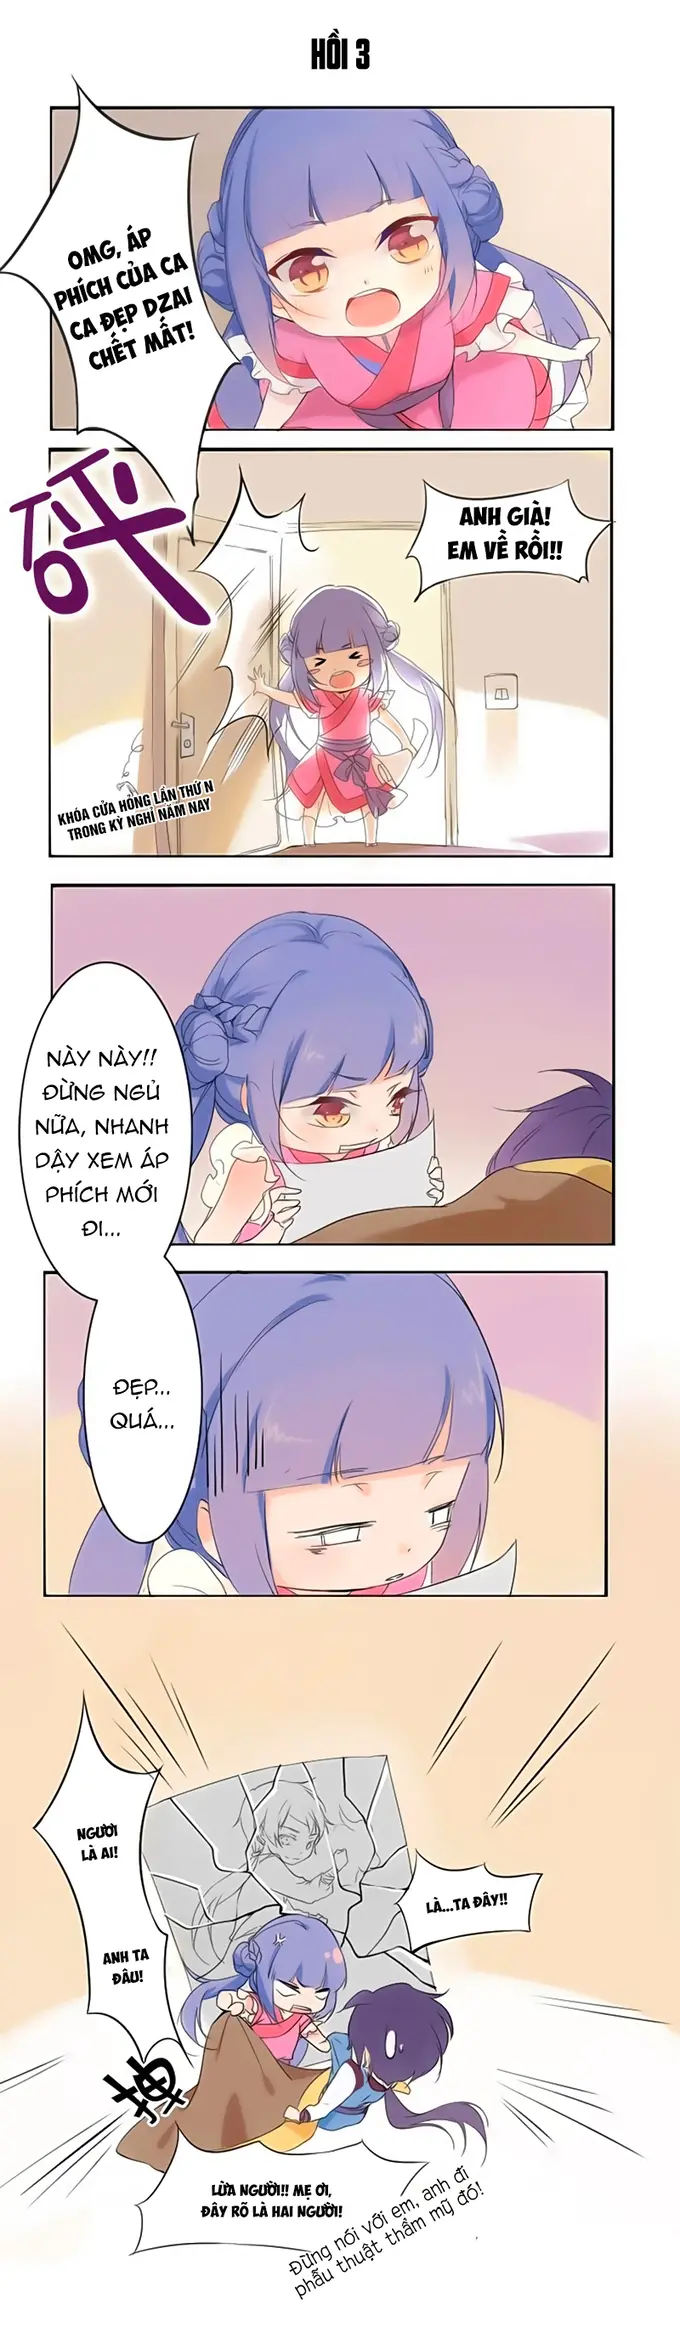 HỒI 3
OMG, ÁP
PHÍCH CỦA CA
CA ĐẸP DZAI
CHẾT MẤT!
砰
ANH GIÀ!
EM VỀ RỒI!!
KHÓA CỬA HỎNG LẦN THỨ N
TRONG KỲ NGHỈ NĂM NAY
NÀY NÀY!!
ĐỪNG NGỦ
NỮA, NHANH
DẬY XEM ÁP
PHÍCH MỚI
ĐI...
ĐẸP...
QUÁ...
NGƯƠI
LÀ AI!
LÀ...TA ĐÂY!!
ANH TA
ĐÂU!
拽
LỪA NGƯỜI!! MẸ ƠI,
ĐÂY RÕ LÀ HAI NGƯỜI!
Đừng nói với em, anh đi
phẫu thuật thẩm mỹ đó!